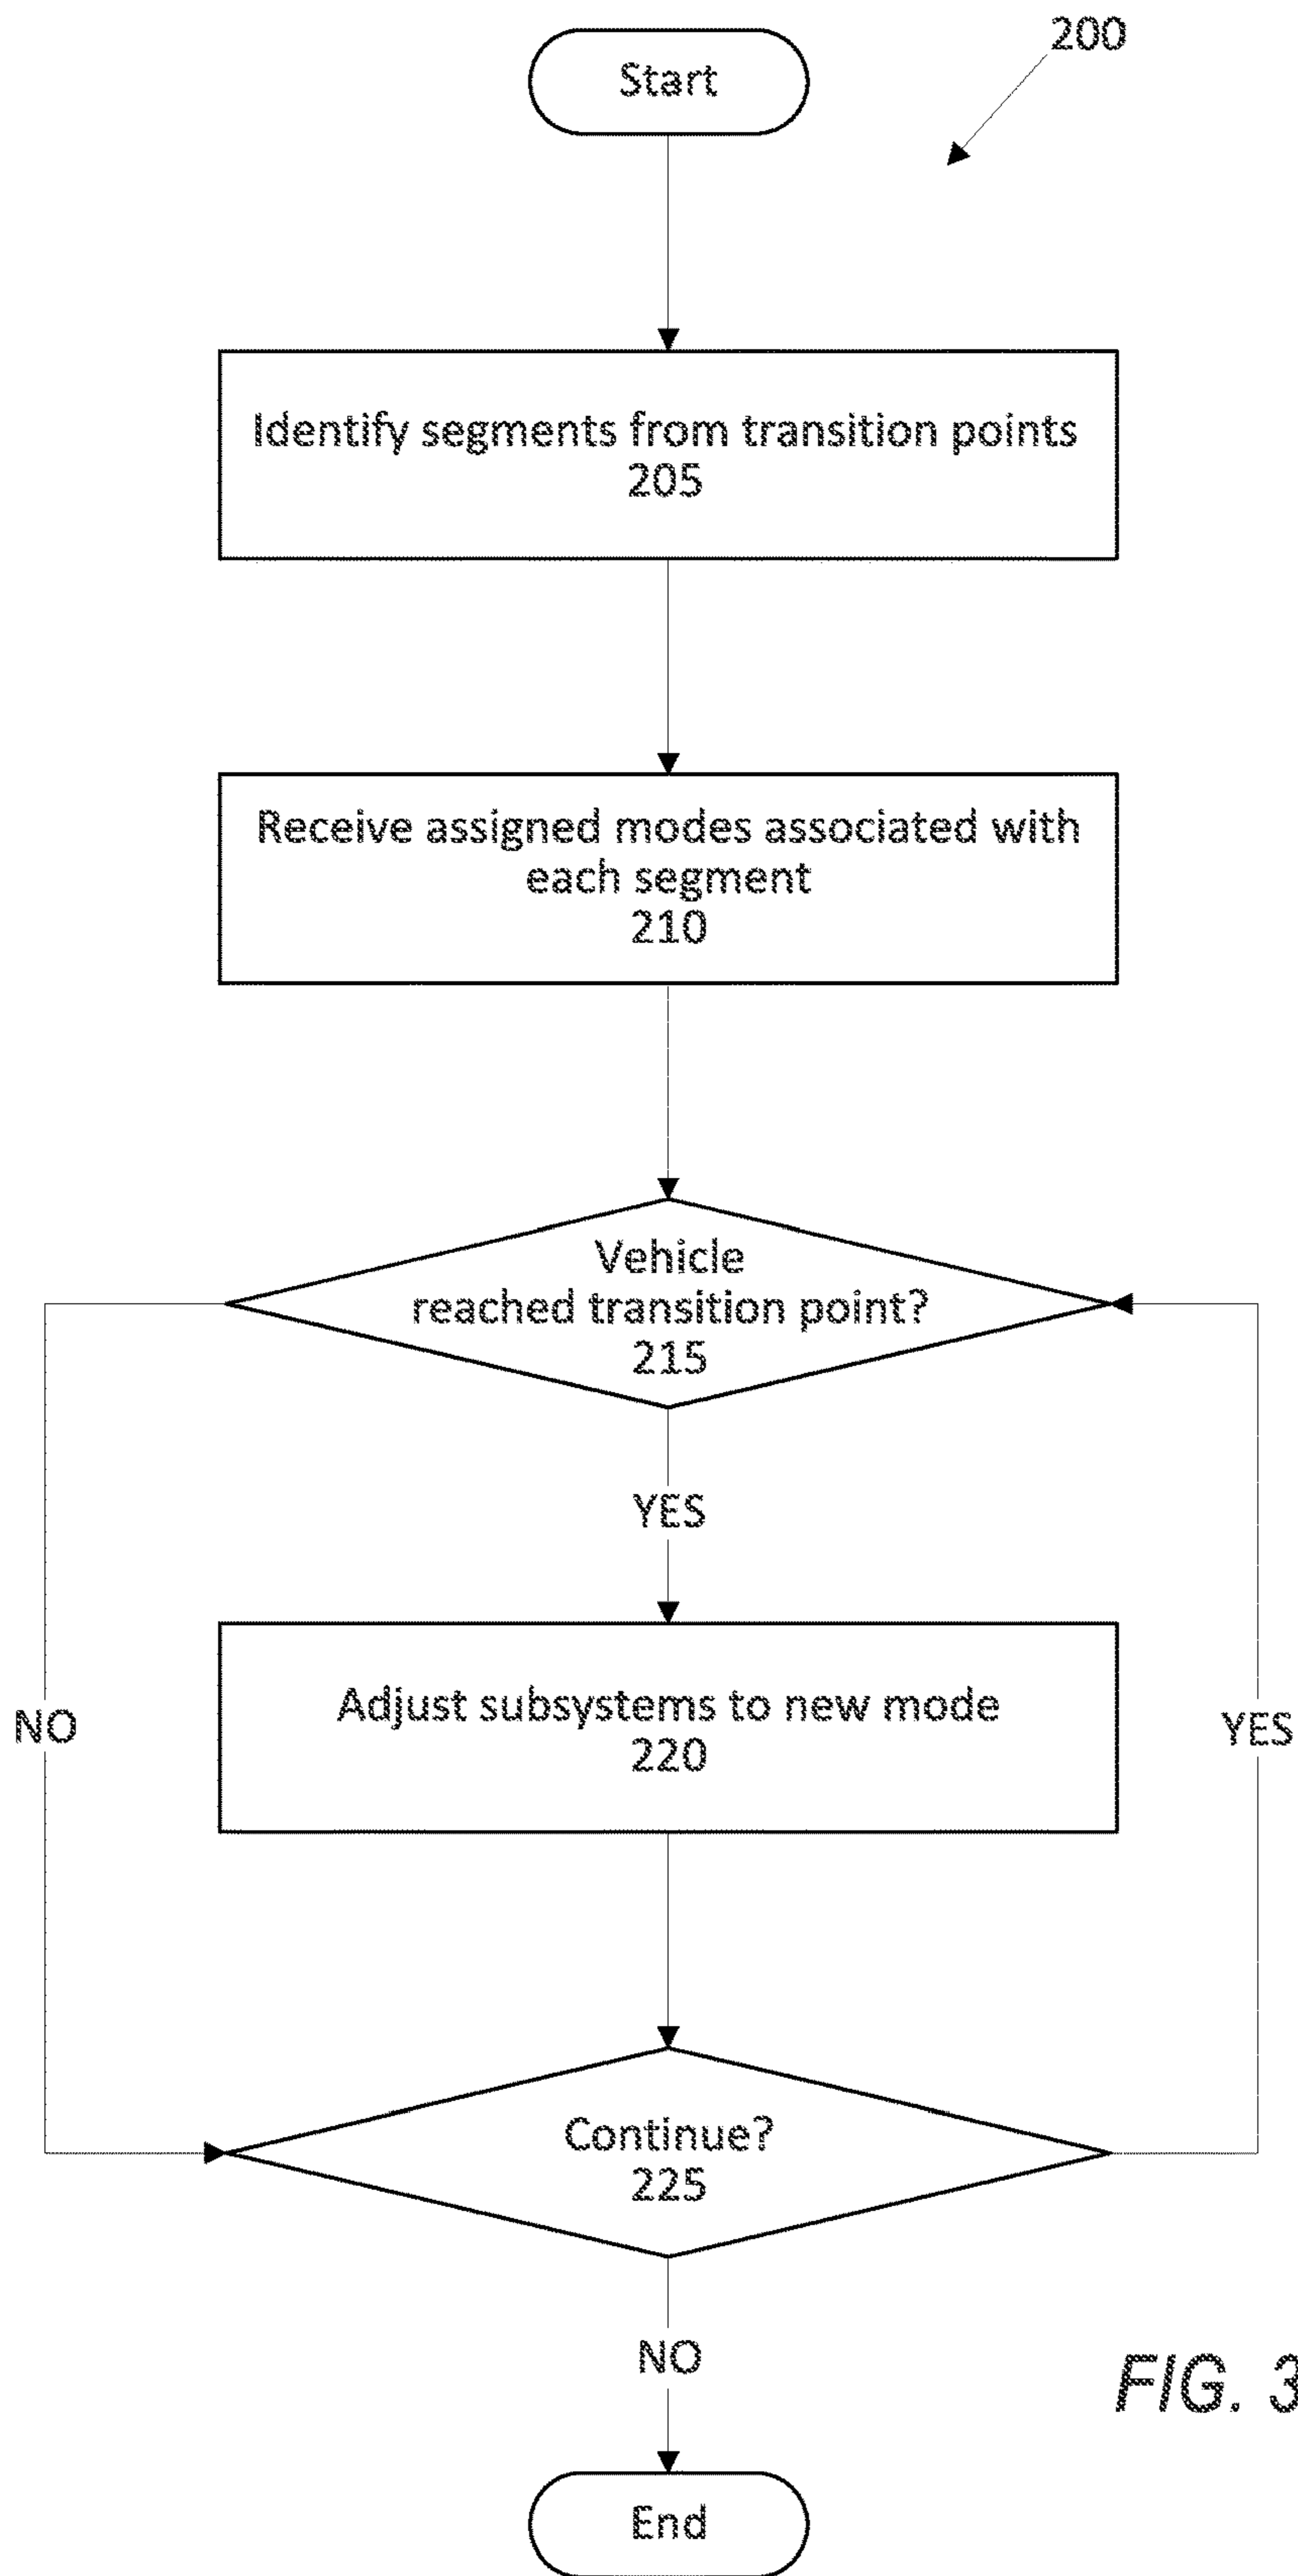 200
Start
Identify segments from transition points
205
Receive assigned modes associated with
each segment
210
Vehicle
reached transition point?
215
YES
Adjust subsystems to new mode
220
NO
YES
Continue?
225
NO
FIG. 3
End